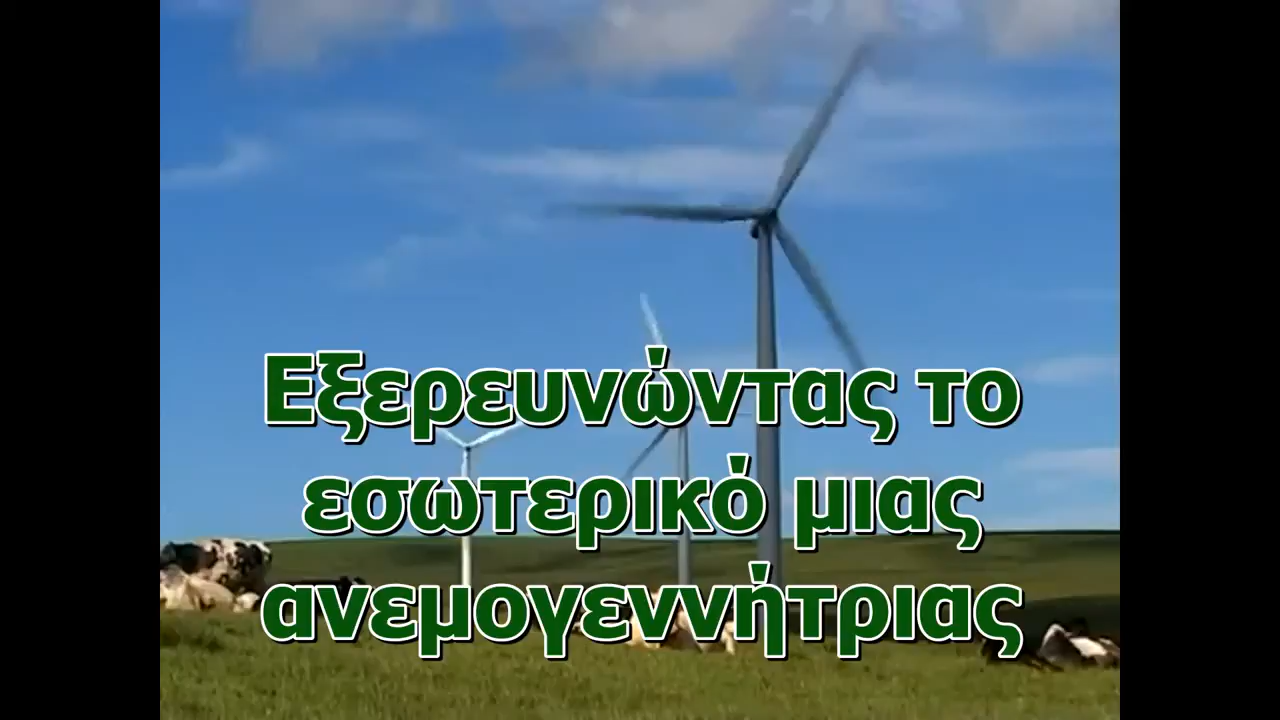 Εξερευνώντας το
εσωτερικό μιας
ανεμογεννήτριας